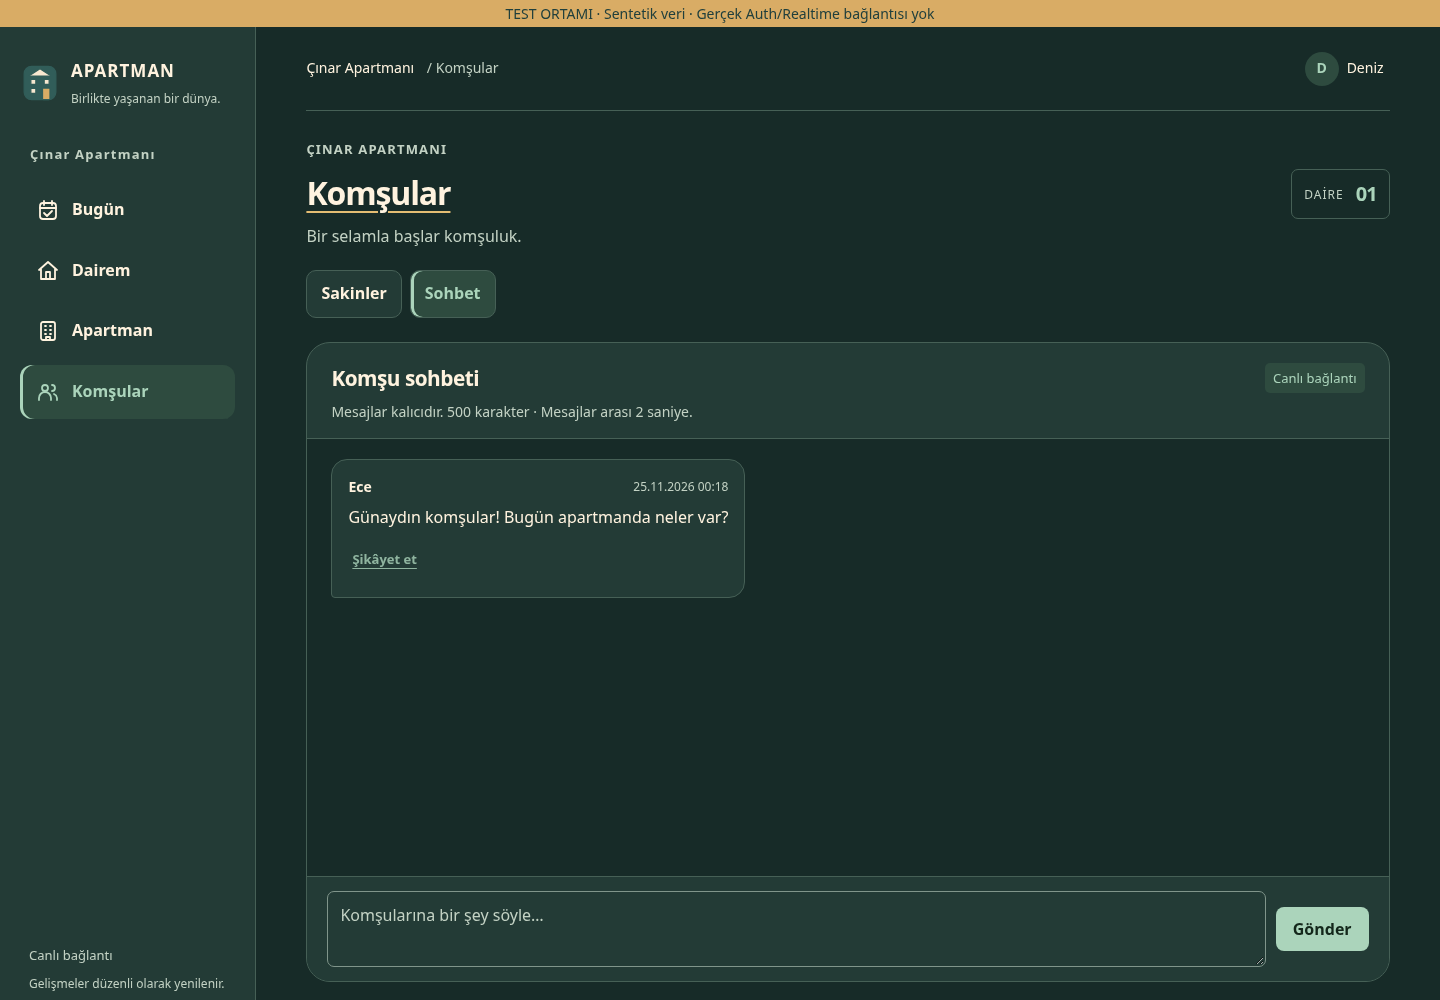 TEST ORTAMI · Sentetik veri · Gerçek Auth/Realtime bağlantısı yok
APARTMAN
Birlikte yaşanan bir dünya.
Çınar Apartmanı
Bugün
Dairem
Apartman
Komşular
Canlı bağlantı
Gelişmeler düzenli olarak yenilenir.
Çınar Apartmanı / Komşular
D Deniz
ÇINAR APARTMANI
Komşular
DAİRE 01
Bir selamla başlar komşuluk.
Sakinler Sohbet
Komşu sohbeti
Canlı bağlantı
Mesajlar kalıcıdır. 500 karakter · Mesajlar arası 2 saniye.
Ece 25.11.2026 00:18
Günaydın komşular! Bugün apartmanda neler var?
Şikâyet et
Komşularına bir şey söyle...
Gönder